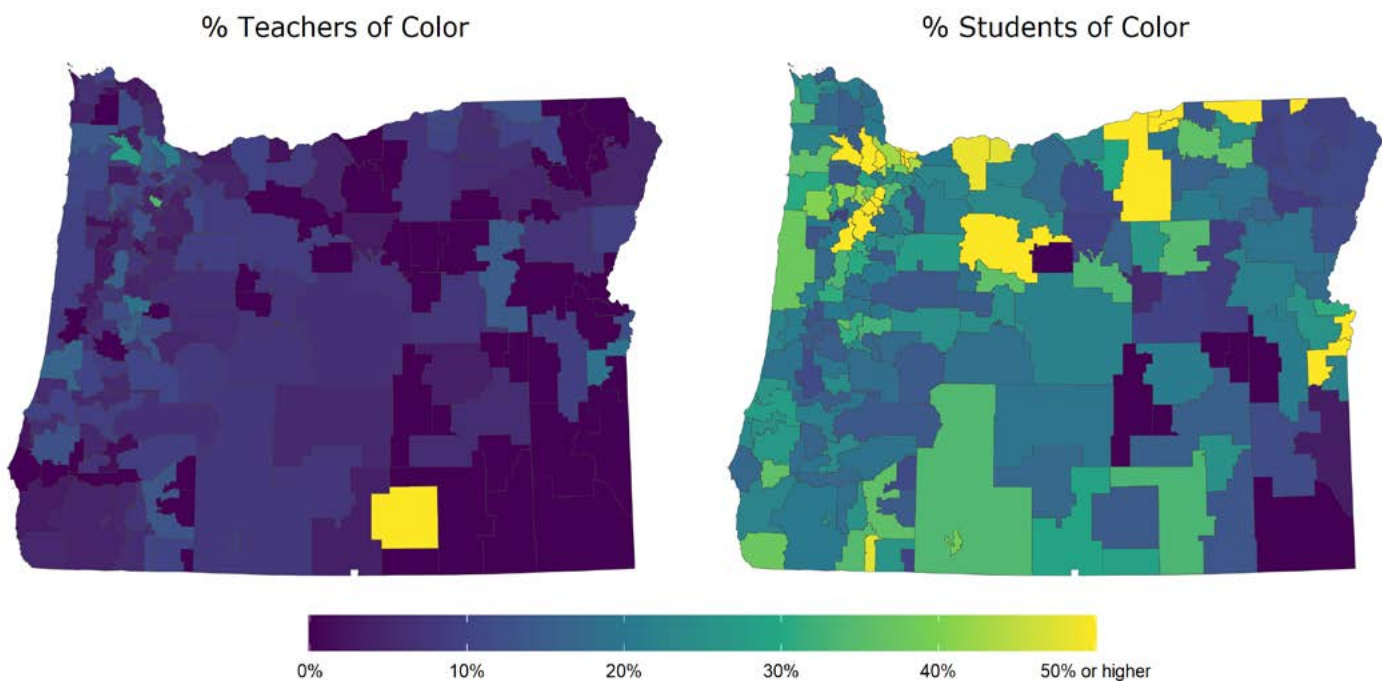 % Teachers of Color
% Students of Color
0%
10%
20%
30%
40%
50% or higher